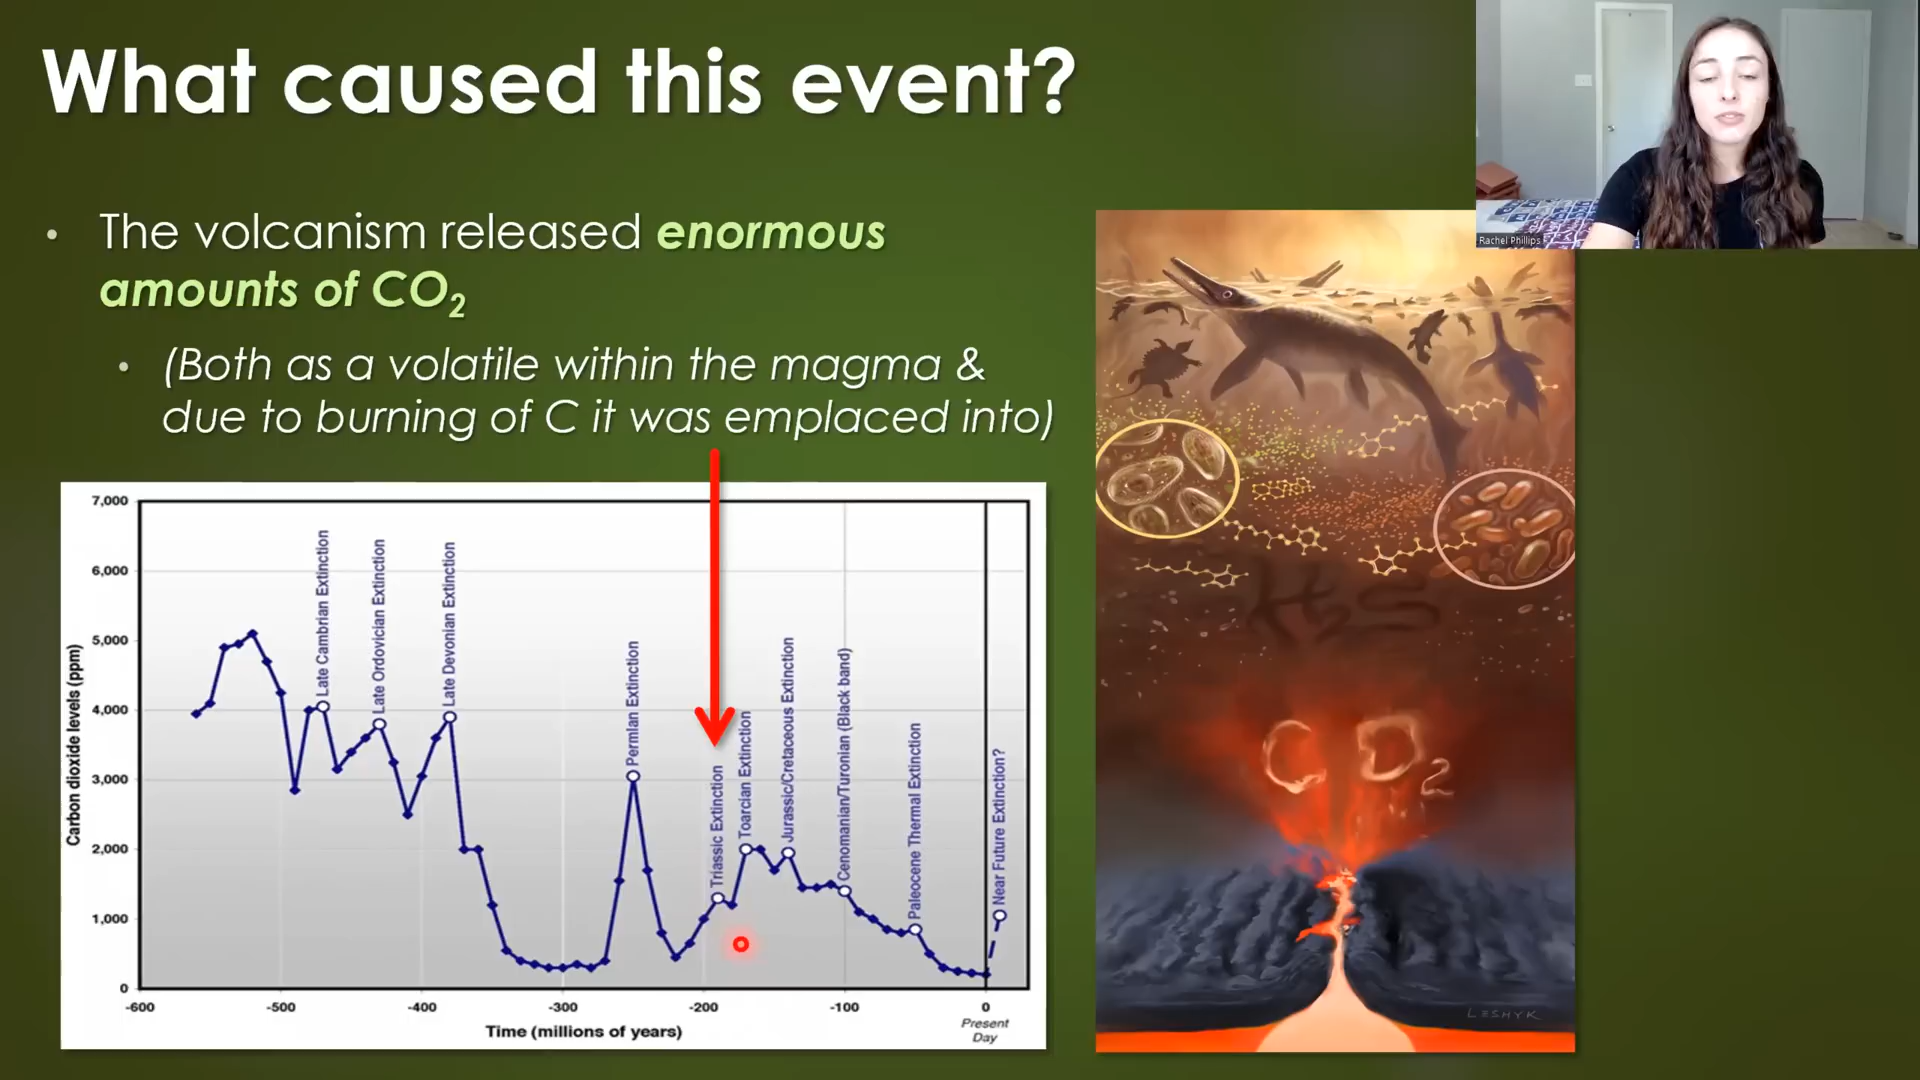 What caused this event?
Rachel Phillips
• The volcanism released enormous
amounts of CO₂
• (Both as a volatile within the magma &
due to burning of C it was emplaced into)
7,000
6,000
5,000
4,000
3,000
2,000
1,000
0
Carbon dioxide levels (ppm)
Late Cambrian Extinction
Late Ordovician Extinction
Late Devonian Extinction
Permian Extinction
Triassic Extinction
Toarcian Extinction
Jurassic/Cretaceous Extinction
Cenomanian/Turonian (Black band)
Paleocene Thermal Extinction
Near Future Extinction?
-600
-500
-400
-300
-200
-100
0
Present
Day
Time (millions of years)
H₂S
CO₂
LESHYK